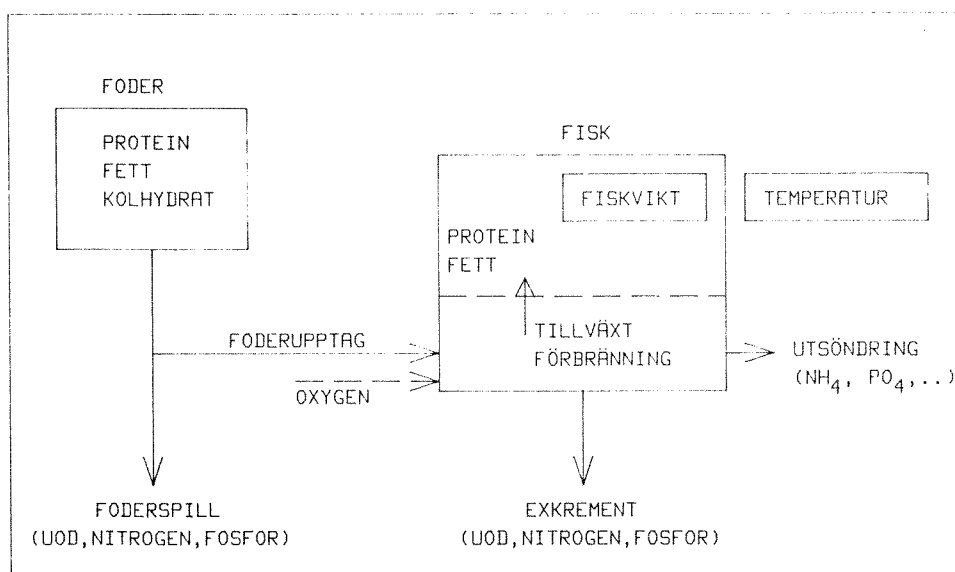 FODER
PROTEIN
FETT
KOLHYDRAT
FISK
FISKVIKT
TEMPERATUR
PROTEIN
FETT
TILLVÄXT
FÖRBRÄNNING
FODERUPPTAG
OXYGEN
UTSÖNDRING
(NH₄, PO₄,..)
FODERSPILL
(UOD,NITROGEN,FOSFOR)
EXKREMENT
(UOD,NITROGEN,FOSFOR)